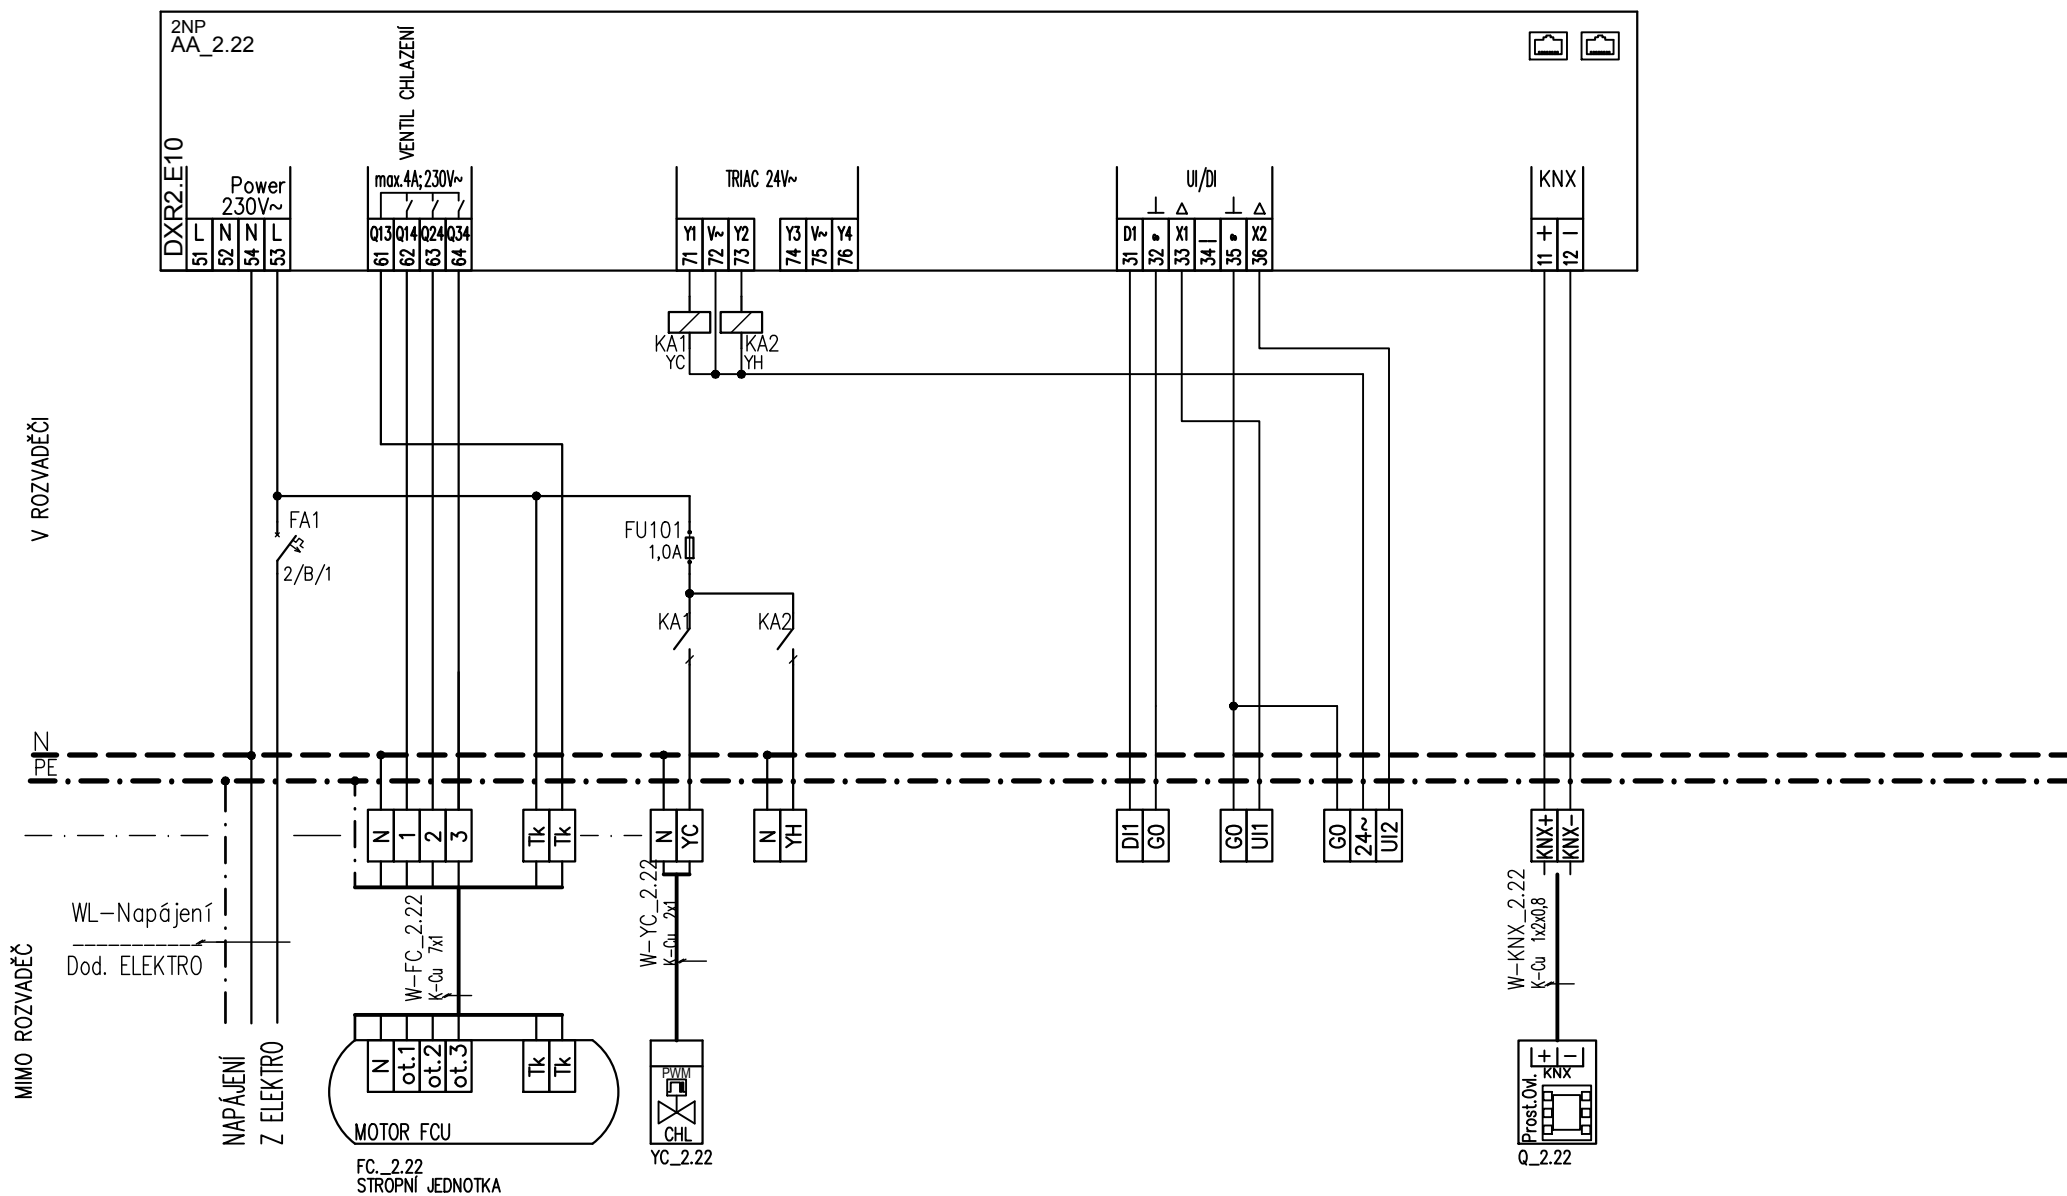 2NP
AA_2.22
VENTIL CHLAZENÍ
DXR2.E10
Power
230V~
max.4A;230V~
TRIAC 24V~
UI/DI
KNX
L N N L
51 52 54 53
Q13 Q14 Q24 Q34
61 62 63 64
Y1 V~ Y2
71 72 73
Y3 V~ Y4
74 75 76
D1 X1 X2
31 32 33 34 35 36
+ −
11 12
KA1
YC
KA2
YH
V ROZVADĚČI
FA1
2/B/1
FU101
1,0A
KA1
KA2
N
PE
N 1 2 3
Tk Tk
N YC
N YH
DI1 G0
G0 UI1
G0 24~ UI2
KNX+ KNX-
MIMO ROZVADĚČ
WL-Napájení
Dod. ELEKTRO
W-FC_2.22
K-Cu 7x1
W-YC_2.22
K-Cu 2x1
W-KNX_2.22
K-Cu 1x2x0,8
NAPÁJENÍ
Z ELEKTRO
N ot.1 ot.2 ot.3
Tk Tk
MOTOR FCU
FC._2.22
STROPNÍ JEDNOTKA
PWM
CHL
YC_2.22
+ −
KNX
Prost.Ovl.
Q_2.22